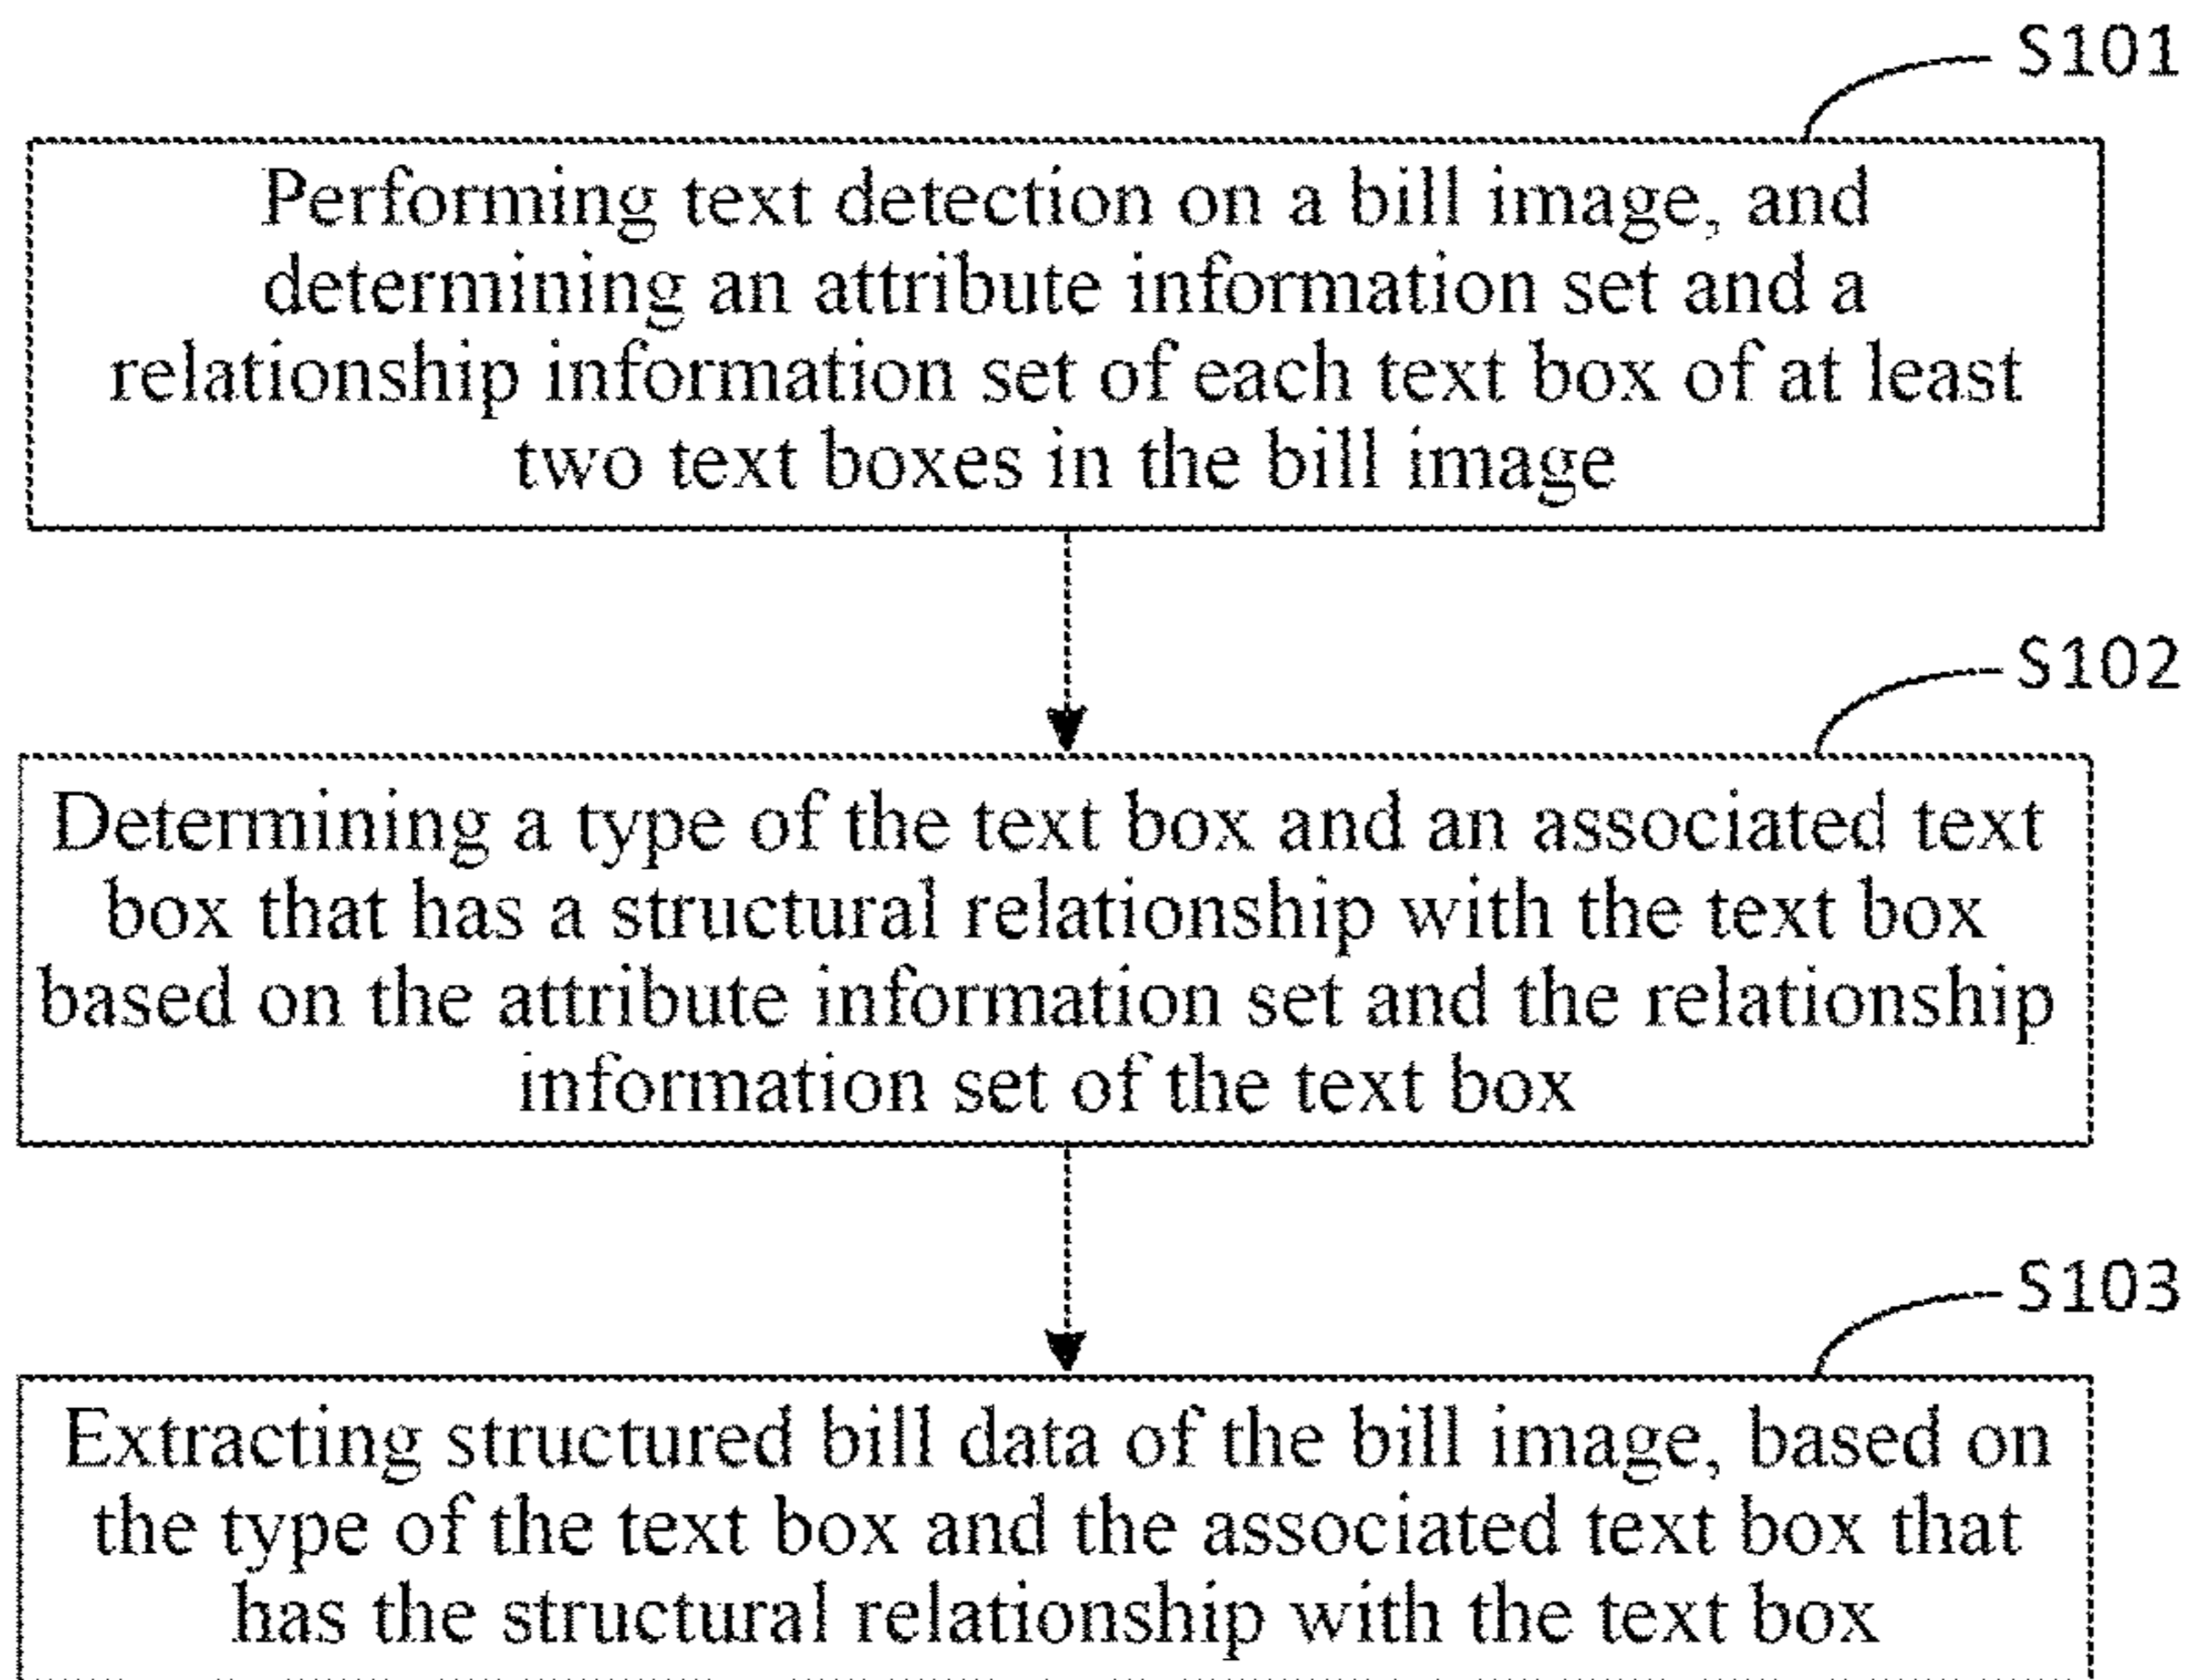 S101
Performing text detection on a bill image, and
determining an attribute information set and a
relationship information set of each text box of at least
two text boxes in the bill image
S102
Determining a type of the text box and an associated text
box that has a structural relationship with the text box
based on the attribute information set and the relationship
information set of the text box
S103
Extracting structured bill data of the bill image, based on
the type of the text box and the associated text box that
has the structural relationship with the text box